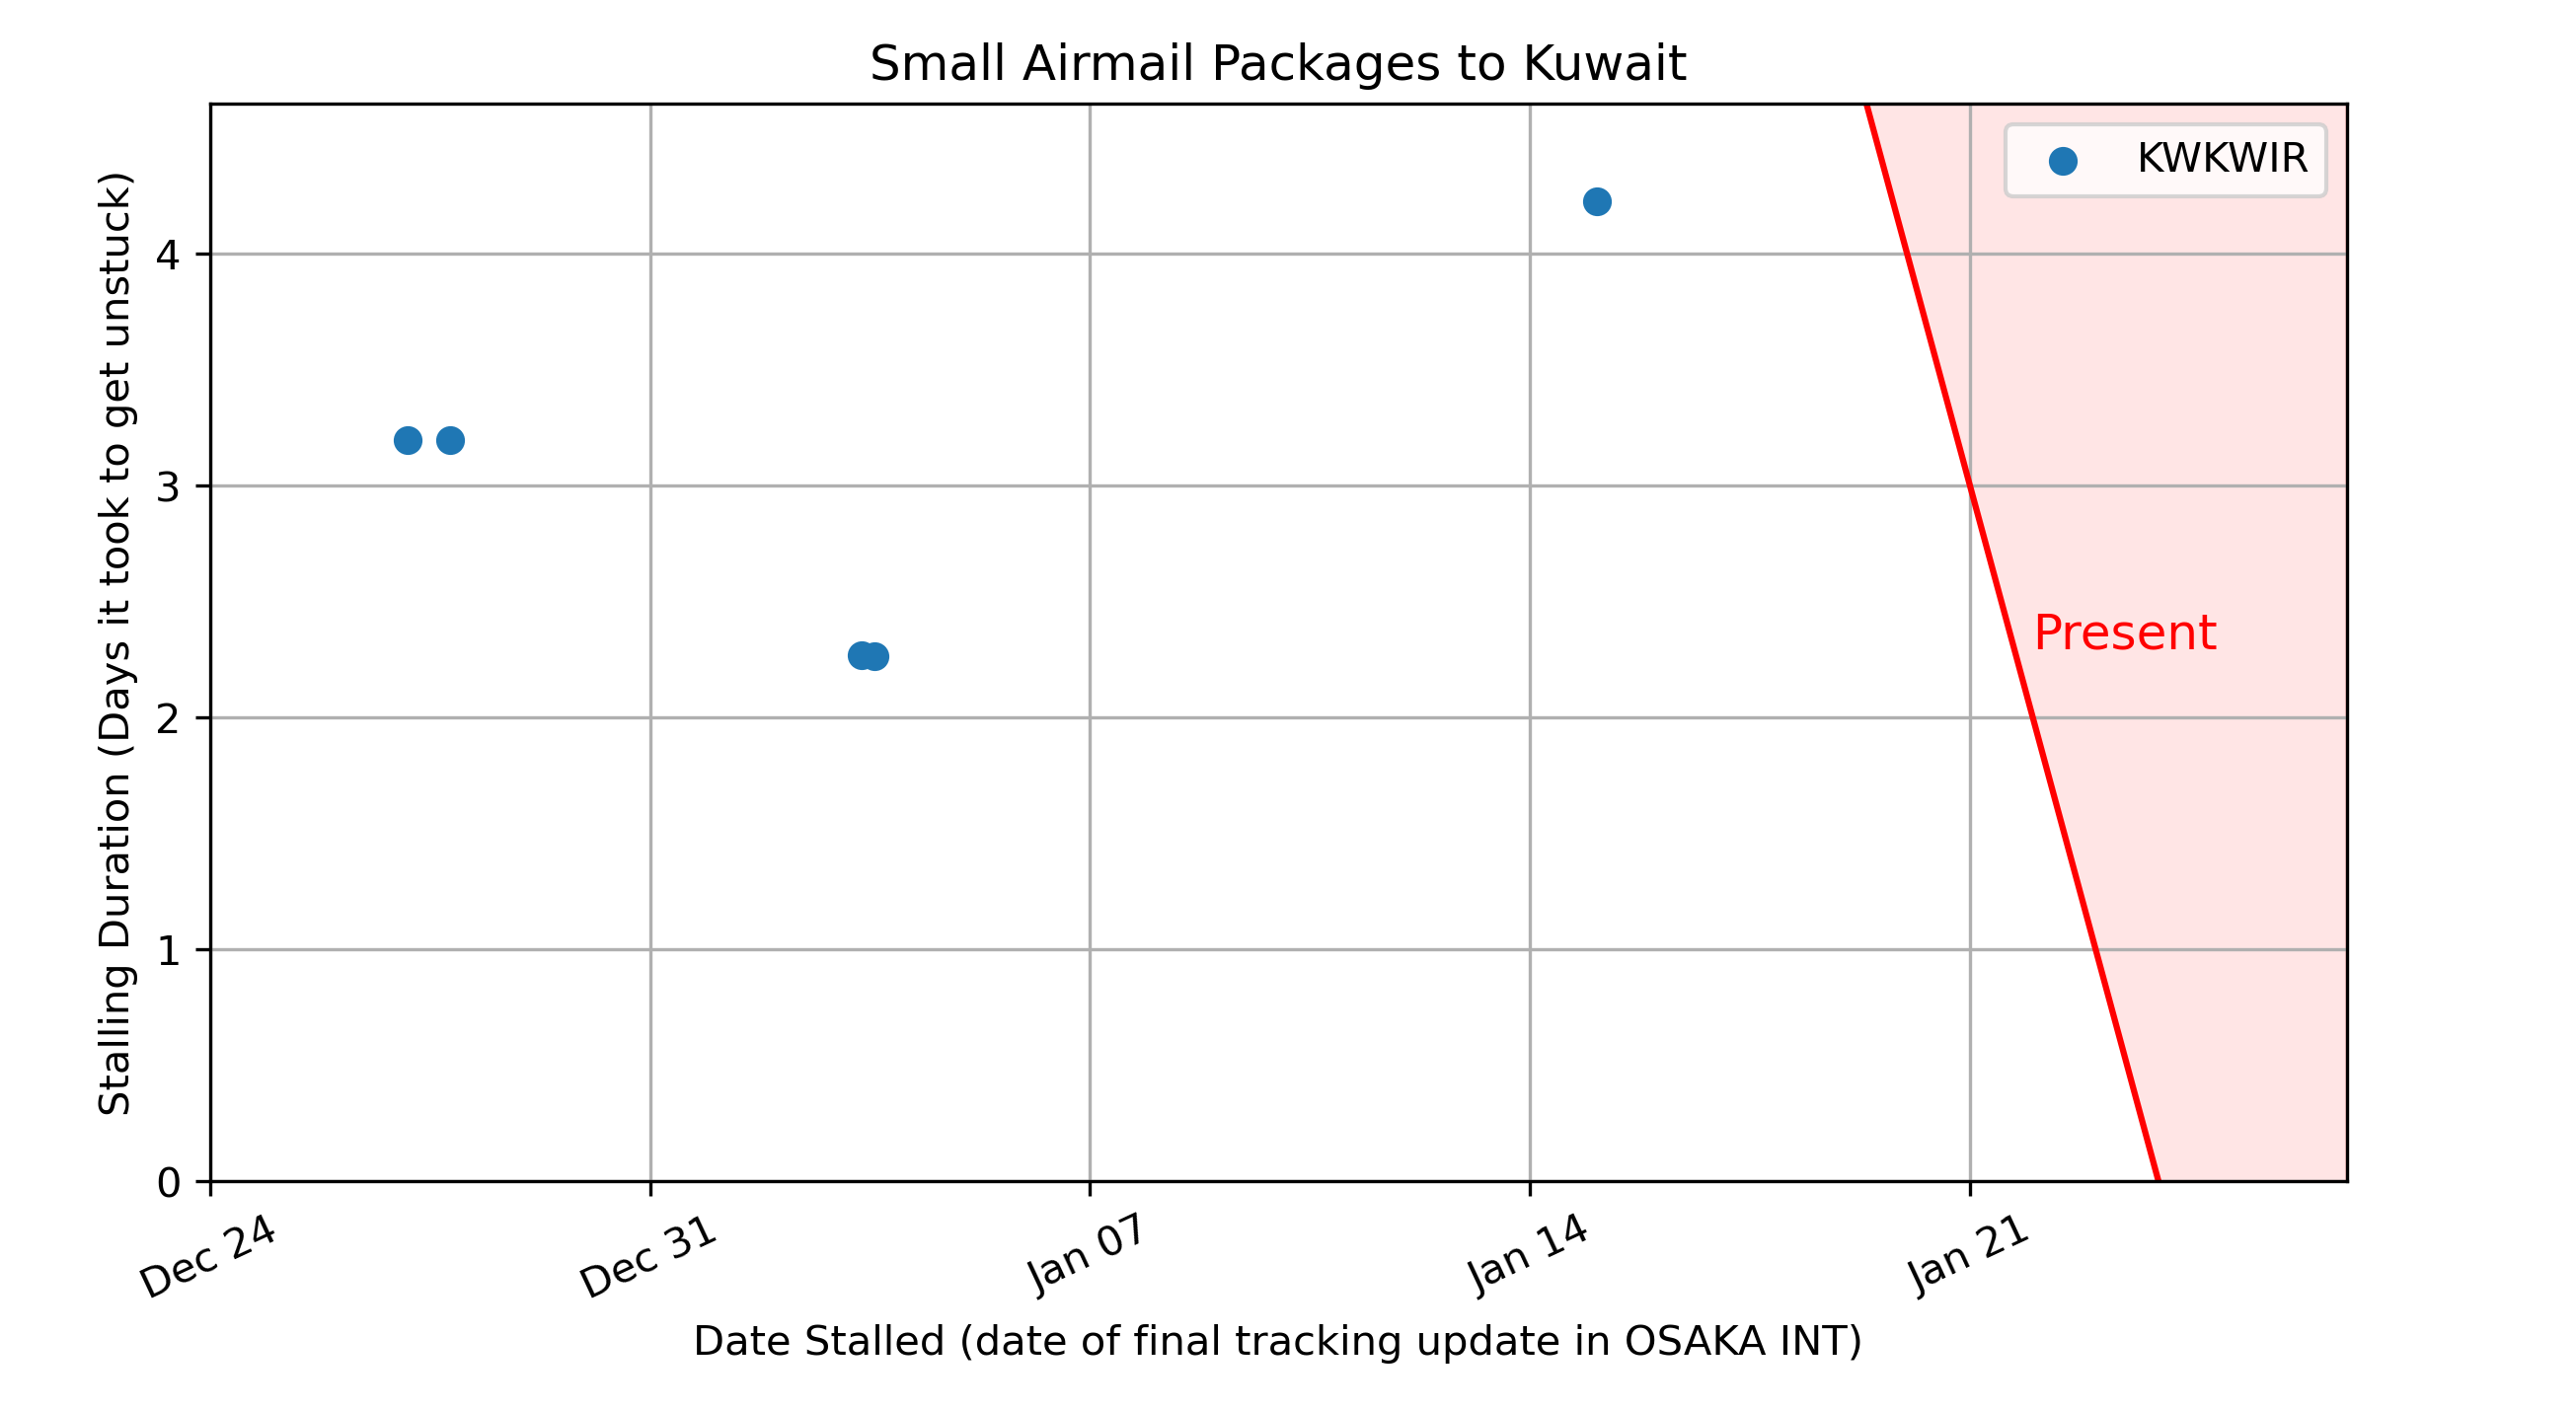 Small Airmail Packages to Kuwait
KWKWIR
Stalling Duration (Days it took to get unstuck)
4
3
2
1
0
Present
Dec 24
Dec 31
Jan 07
Jan 14
Jan 21
Date Stalled (date of final tracking update in OSAKA INT)